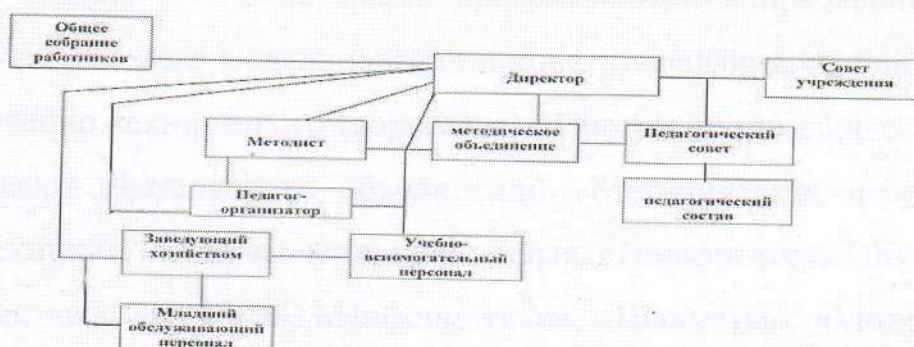 Общее
собрание
работников
Директор
Совет
учреждения
Методист
методическое
объединение
Педагогический
совет
Педагог-
организатор
педагогический
состав
Заведующий
хозяйством
Учебно-
вспомогательный
персонал
Младший
обслуживающий
персонал